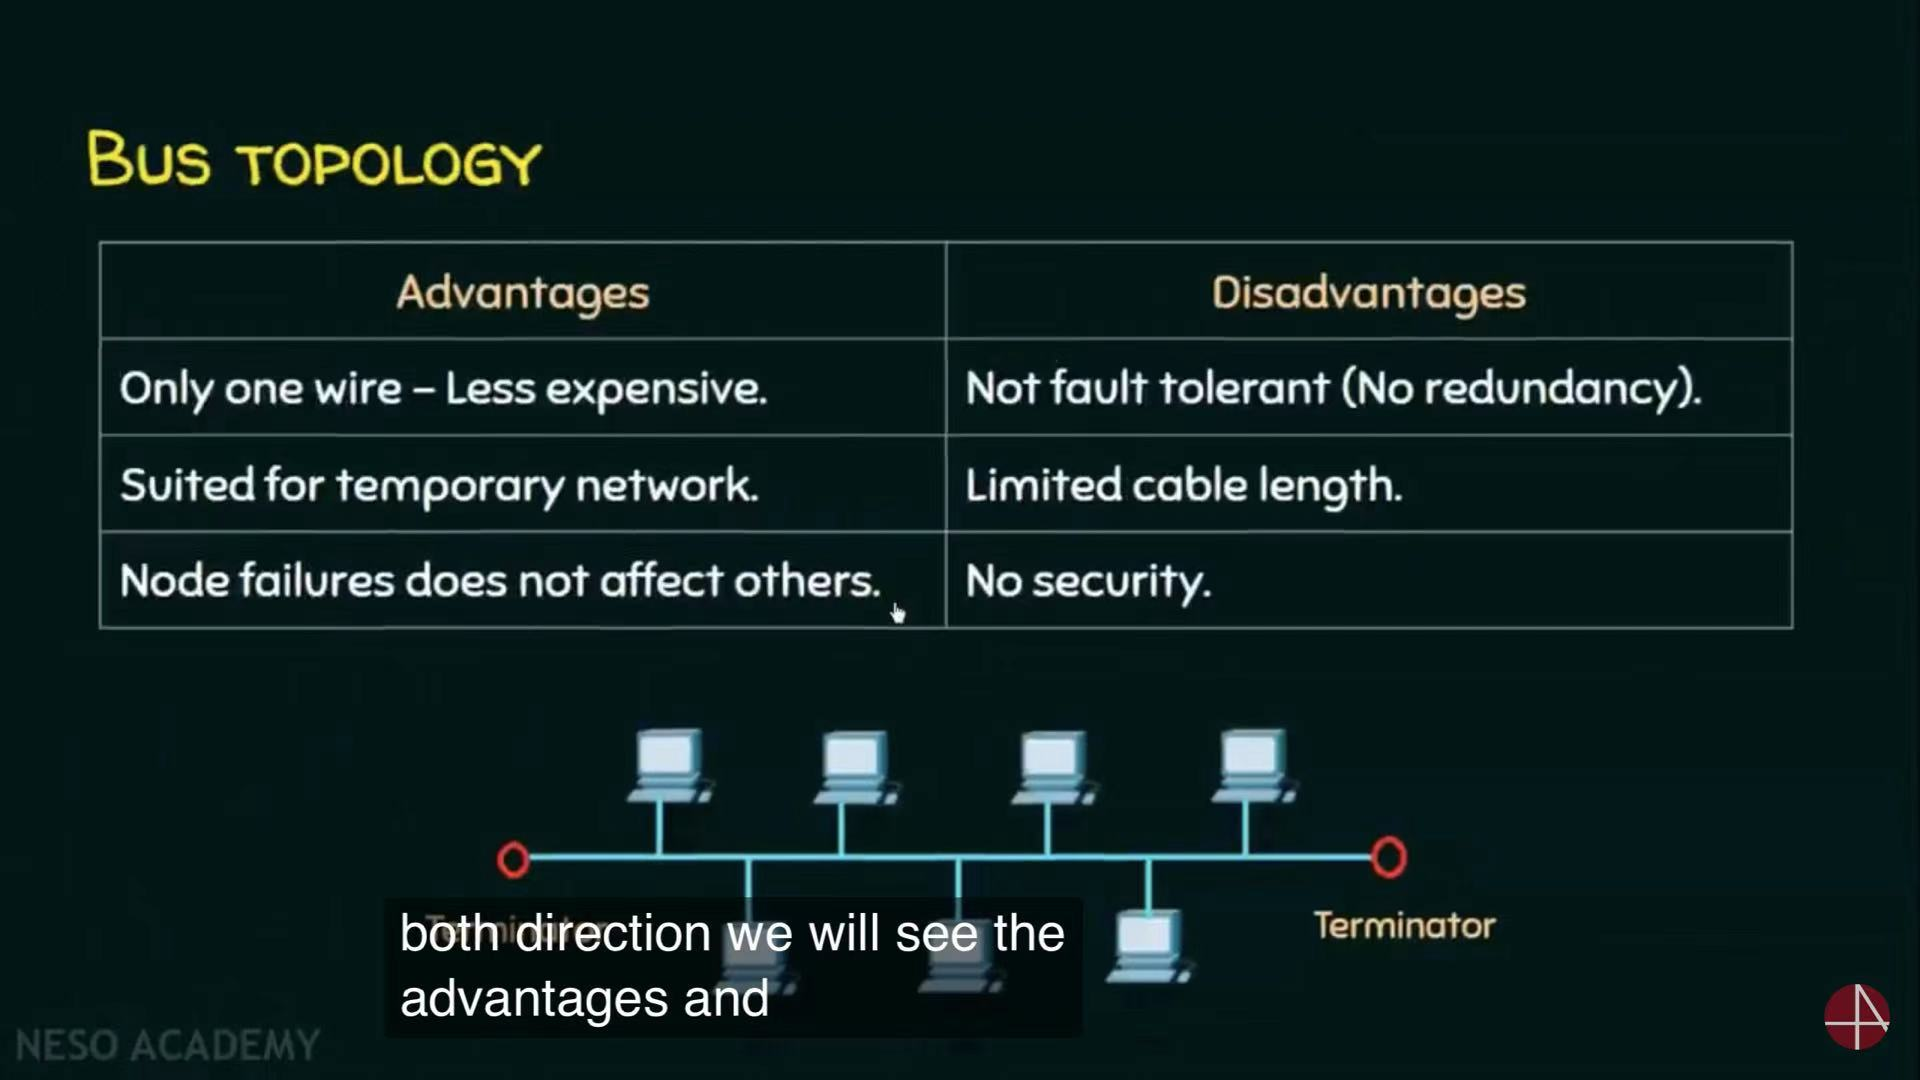 Bus topology
Advantages
Disadvantages
Only one wire – Less expensive.
Not fault tolerant (No redundancy).
Suited for temporary network.
Limited cable length.
Node failures does not affect others.
No security.
Terminator
Terminator
both direction we will see the
advantages and
NESO ACADEMY